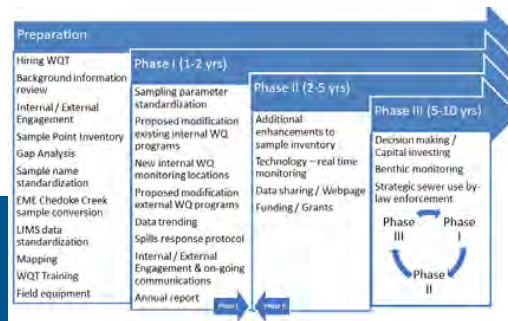 Preparation
Hiring WQT
Background information
review
Internal / External
Engagement
Sample Point Inventory
Gap Analysis
Sample name
standardization
EME Chedoke Creek
sample conversion
LIMS data
standardization
Mapping
WQT Training
Field equipment
Phase I (1-2 yrs)
Sampling parameter
standardization
Proposed modification
existing internal WQ
programs
New internal WQ
monitoring locations
Proposed modification
external WQ programs
Data trending
Spills response protocol
Internal / External
Engagement & on-going
communications
Annual report
Phase I
Phase II
Phase II (2-5 yrs)
Additional
enhancements to
sample inventory
Technology – real time
monitoring
Data sharing / Webpage
Funding / Grants
Phase III (5-10 yrs)
Decision making /
Capital investing
Benthic monitoring
Strategic sewer use by-
law enforcement
Phase
III
Phase
I
Phase
II